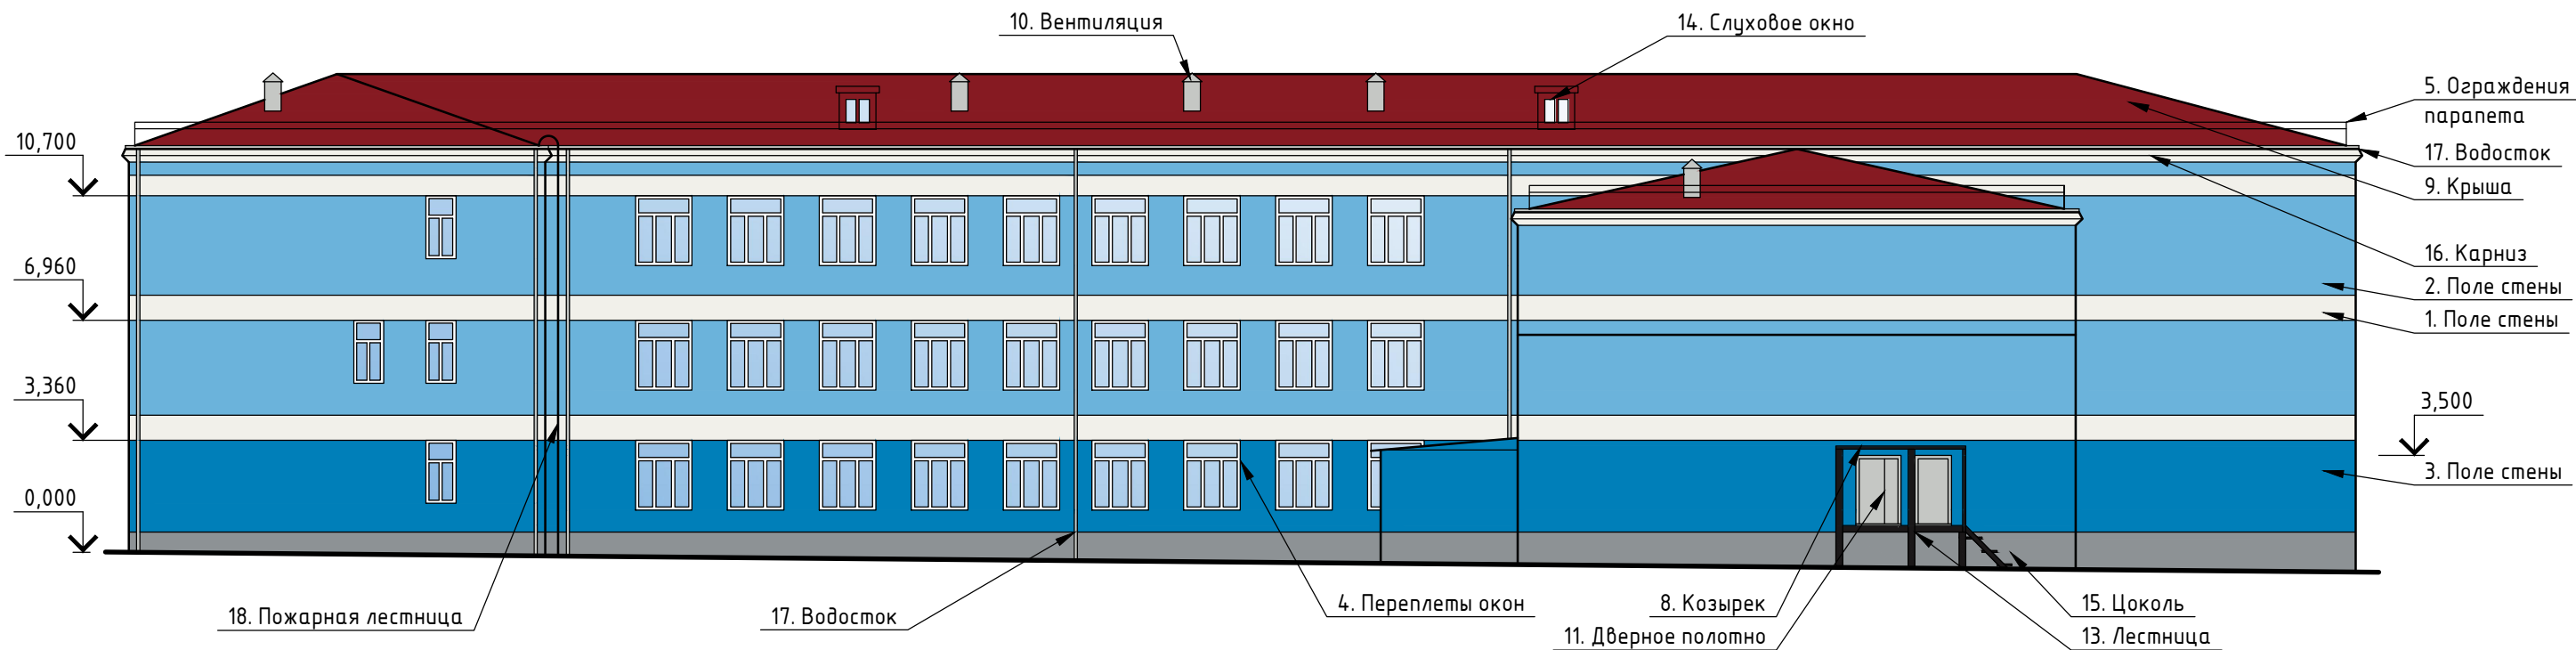 10. Вентиляция
14. Слуховое окно
5. Ограждения
парапета
10,700
17. Водосток
9. Крыша
16. Карниз
6,960
2. Поле стены
1. Поле стены
3,360
3,500
3. Поле стены
0,000
18. Пожарная лестница
17. Водосток
4. Переплеты окон
8. Козырек
15. Цоколь
11. Дверное полотно
13. Лестница